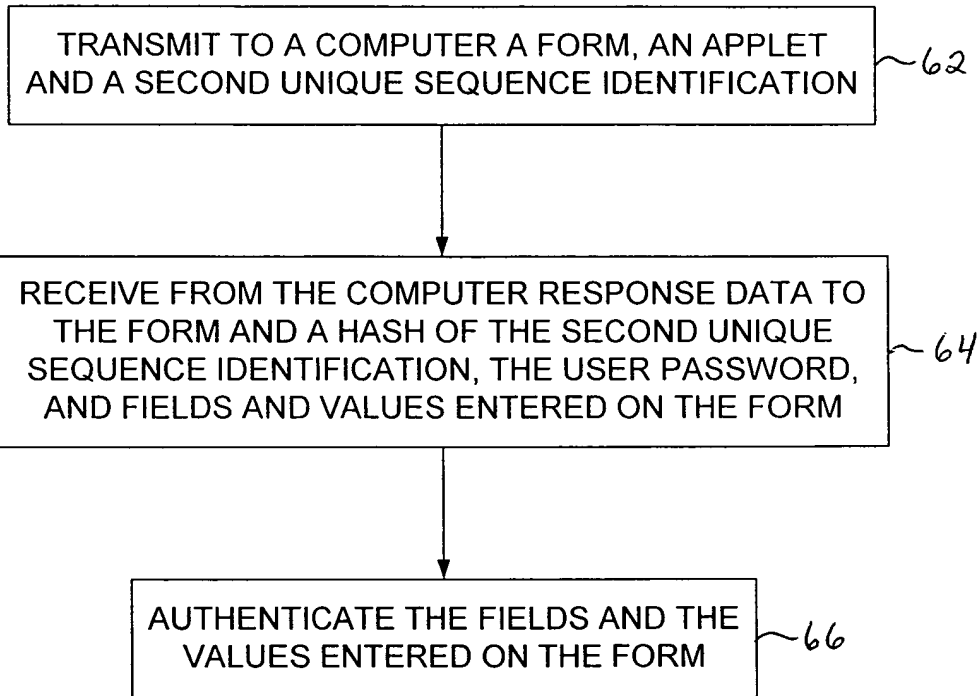 TRANSMIT TO A COMPUTER A FORM, AN APPLET
AND A SECOND UNIQUE SEQUENCE IDENTIFICATION
62
RECEIVE FROM THE COMPUTER RESPONSE DATA TO
THE FORM AND A HASH OF THE SECOND UNIQUE
SEQUENCE IDENTIFICATION, THE USER PASSWORD,
AND FIELDS AND VALUES ENTERED ON THE FORM
64
AUTHENTICATE THE FIELDS AND THE
VALUES ENTERED ON THE FORM
66